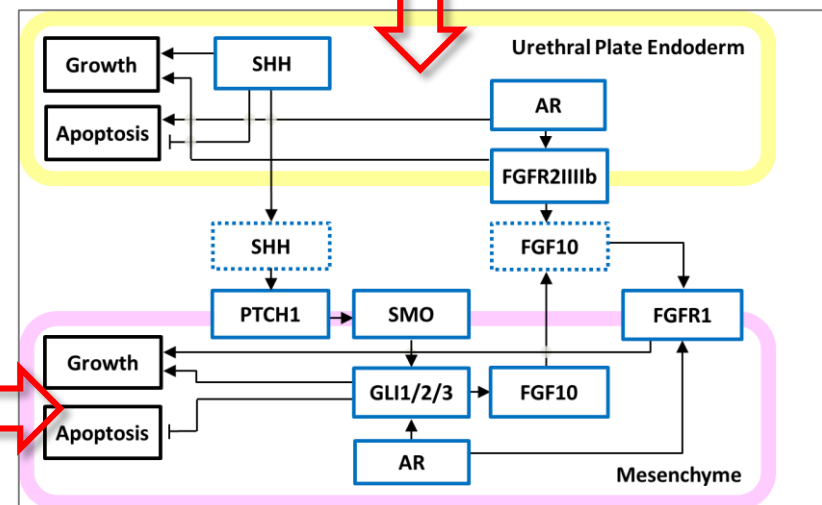 Urethral Plate Endoderm
Growth
SHH
Apoptosis
AR
FGFR2IIIIb
SHH
FGF10
PTCH1
SMO
FGFR1
Growth
GLI1/2/3
FGF10
Apoptosis
AR
Mesenchyme